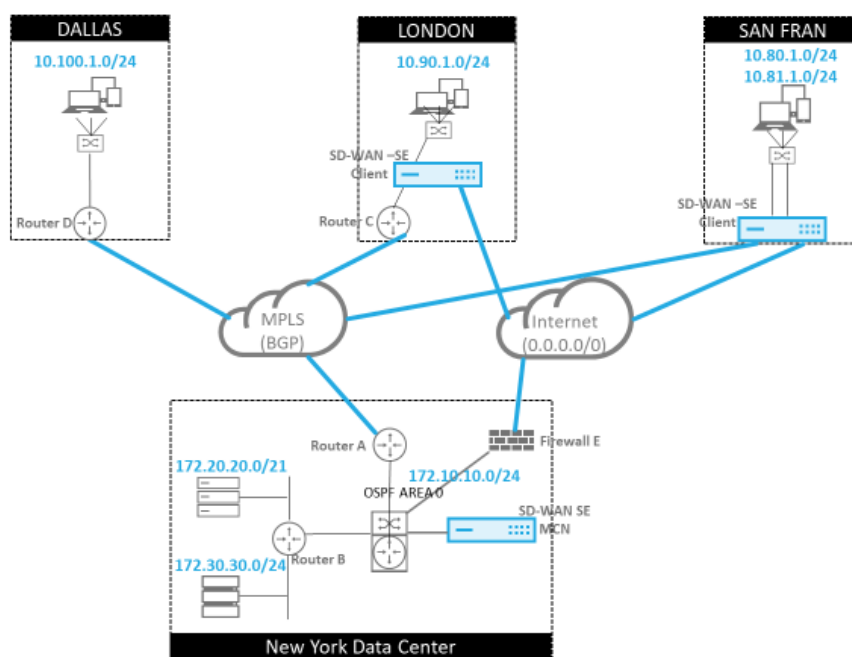 DALLAS
10.100.1.0/24
Router D
LONDON
10.90.1.0/24
SD-WAN –SE
Client
Router C
SAN FRAN
10.80.1.0/24
10.81.1.0/24
SD-WAN –SE
Client
MPLS
(BGP)
Internet
(0.0.0.0/0)
Router A
Firewall E
172.10.10.0/24
OSPF AREA 0
172.20.20.0/21
SD-WAN SE
MCN
Router B
172.30.30.0/24
New York Data Center